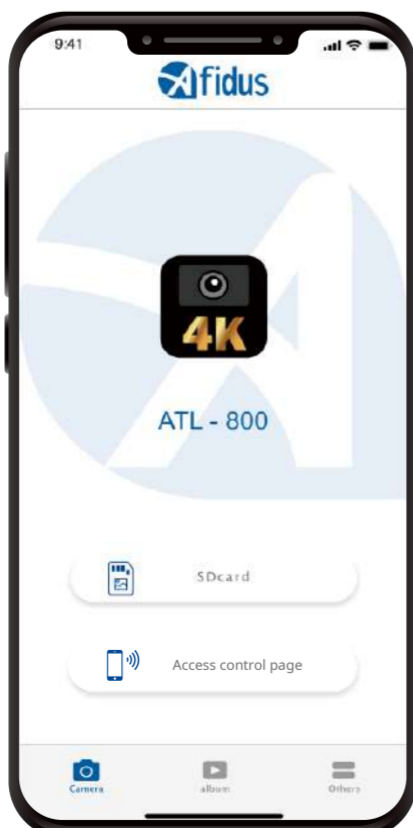 9:41
Afidus
4K
ATL - 800
SDcard
Access control page
Camera
album
Others